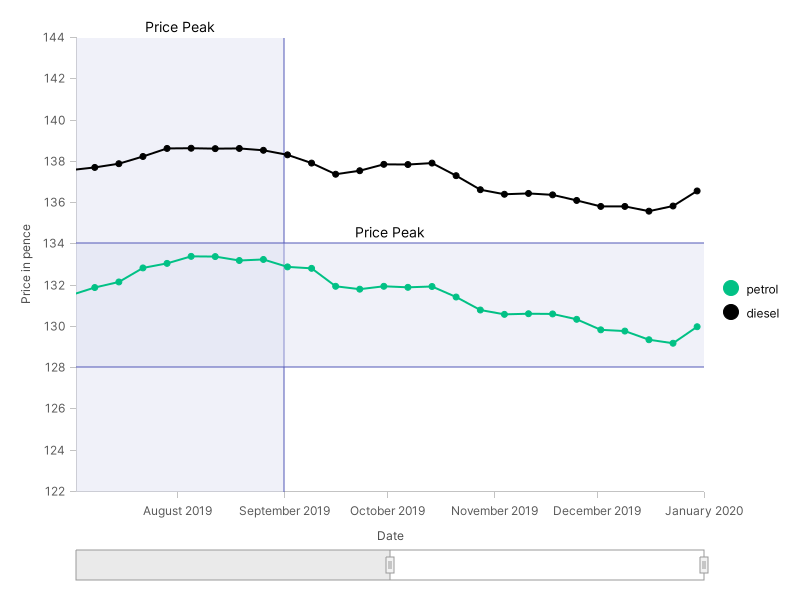 Price Peak
144
142
140
138
136
134
132
130
128
126
124
122
Price in pence
Price Peak
petrol
diesel
August 2019
September 2019
October 2019
November 2019
December 2019
January 2020
Date